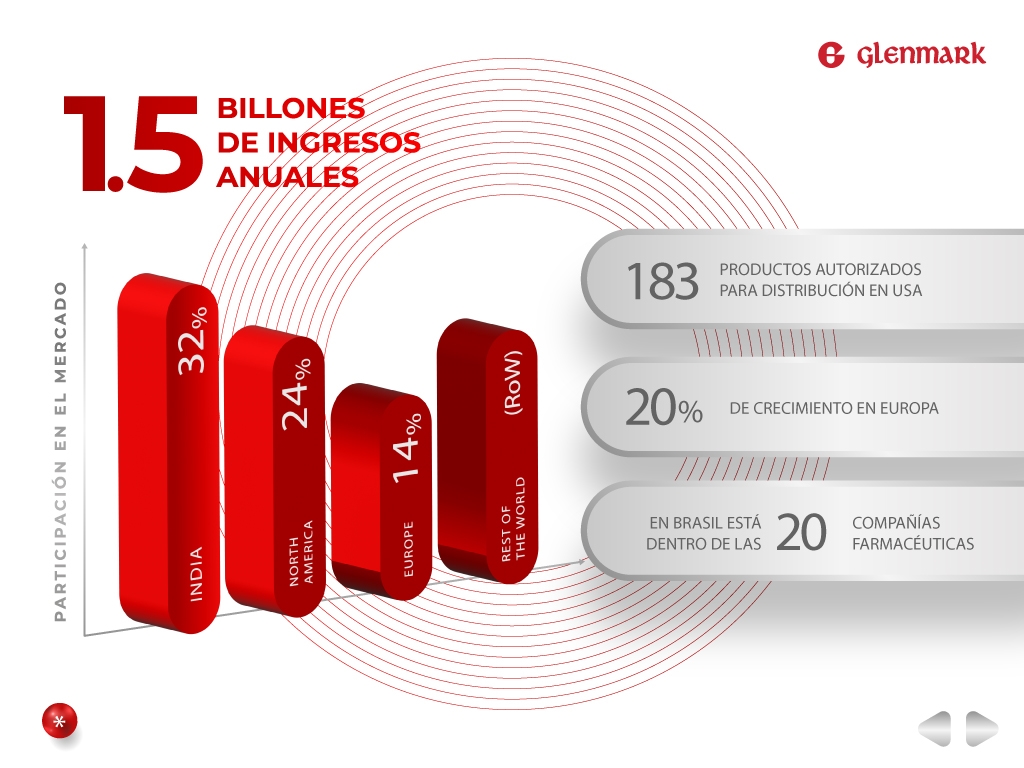 GLENMARK
1.5
BILLONES
DE INGRESOS
ANUALES
PARTICIPACIÓN EN EL MERCADO
32%
INDIA
24%
NORTH
AMERICA
14%
EUROPE
(RoW)
REST OF
THE WORLD
183
PRODUCTOS AUTORIZADOS
PARA DISTRIBUCIÓN EN USA
20%
DE CRECIMIENTO EN EUROPA
EN BRASIL ESTÁ
DENTRO DE LAS
20
COMPAÑÍAS
FARMACÉUTICAS
*